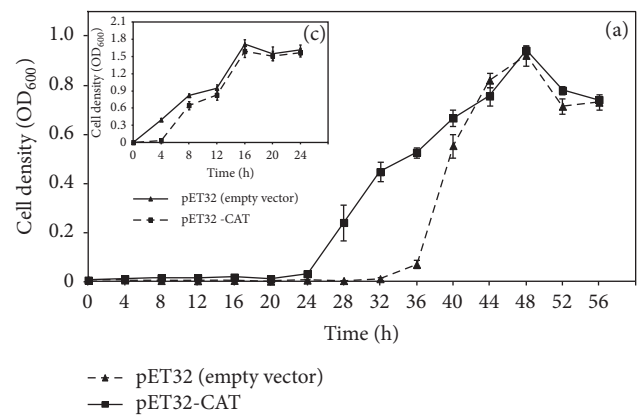 (a)
(c)
Cell density (OD600)
2.1
1.8
1.5
1.2
0.9
0.6
0.3
0
0 4 8 12 16 20 24
Time (h)
pET32 (empty vector)
pET32 -CAT
Cell density (OD600)
1
0.8
0.6
0.4
0.2
0
0 4 8 12 16 20 24 28 32 36 40 44 48 52 56
Time (h)
pET32 (empty vector)
pET32-CAT